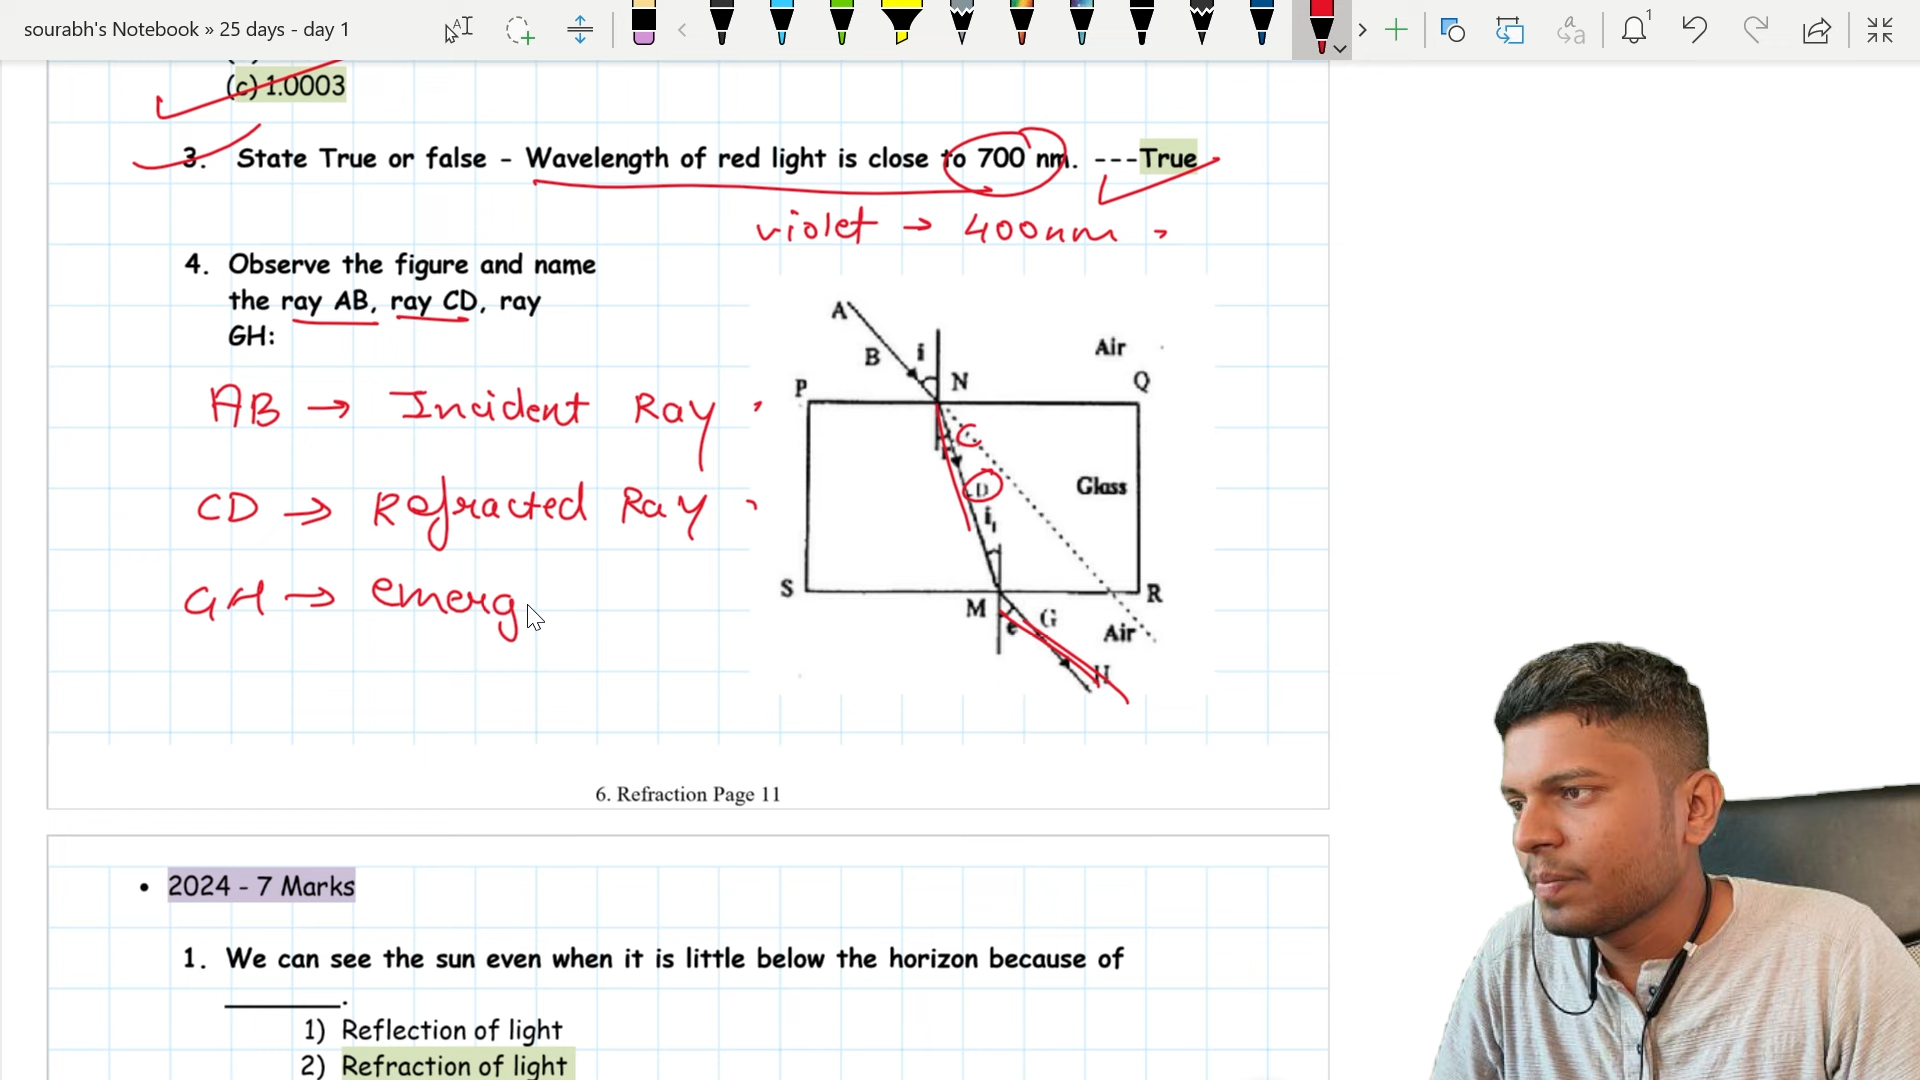 sourabh's Notebook » 25 days - day 1
(c) 1.0003
3. State True or false - Wavelength of red light is close to 700 nm. ---True
violet → 400nm
4. Observe the figure and name
the ray AB, ray CD, ray
GH:
AB → Incident Ray
CD → Refracted Ray
GH → emerg
A
B
i
N
Air
P
Q
C
D
Glass
i₁
S
R
M
G
e
Air
H
6. Refraction Page 11
• 2024 - 7 Marks
1. We can see the sun even when it is little below the horizon because of
________.
1) Reflection of light
2) Refraction of light